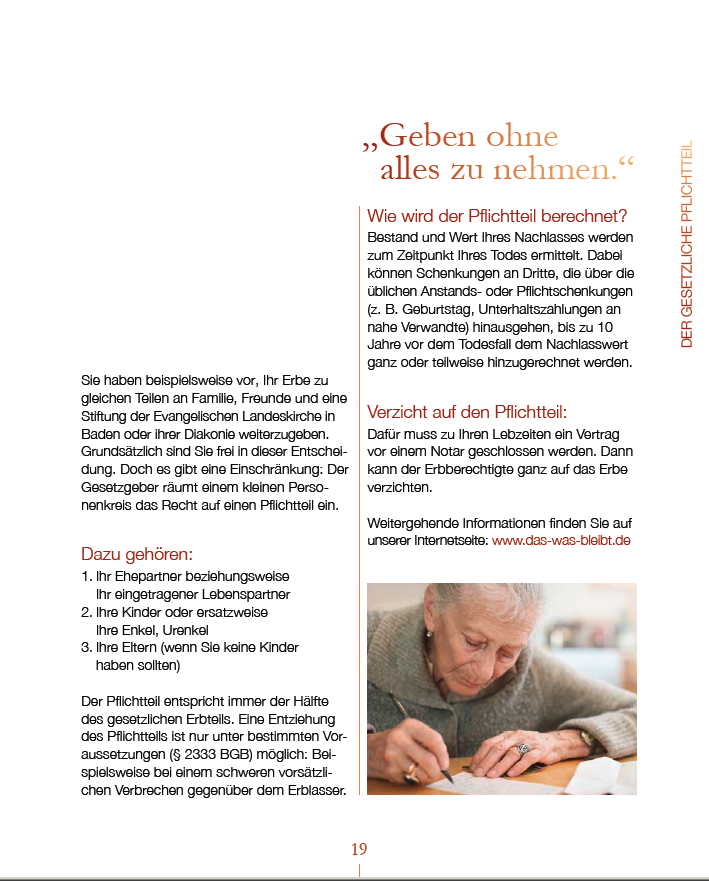 „Geben ohne
alles zu nehmen.“
DER GESETZLICHE PFLICHTTEIL
Sie haben beispielsweise vor, Ihr Erbe zu
gleichen Teilen an Familie, Freunde und eine
Stiftung der Evangelischen Landeskirche in
Baden oder ihrer Diakonie weiterzugeben.
Grundsätzlich sind Sie frei in dieser Entschei-
dung. Doch es gibt eine Einschränkung: Der
Gesetzgeber räumt einem kleinen Perso-
nenkreis das Recht auf einen Pflichtteil ein.
Dazu gehören:
1. Ihr Ehepartner beziehungsweise
Ihr eingetragener Lebenspartner
2. Ihre Kinder oder ersatzweise
Ihre Enkel, Urenkel
3. Ihre Eltern (wenn Sie keine Kinder
haben sollten)
Der Pflichtteil entspricht immer der Hälfte
des gesetzlichen Erbteils. Eine Entziehung
des Pflichtteils ist nur unter bestimmten Vor-
aussetzungen (§ 2333 BGB) möglich: Bei-
spielsweise bei einem schweren vorsätzli-
chen Verbrechen gegenüber dem Erblasser.
Wie wird der Pflichtteil berechnet?
Bestand und Wert Ihres Nachlasses werden
zum Zeitpunkt Ihres Todes ermittelt. Dabei
können Schenkungen an Dritte, die über die
üblichen Anstands- oder Pflichtschenkungen
(z. B. Geburtstag, Unterhaltszahlungen an
nahe Verwandte) hinausgehen, bis zu 10
Jahre vor dem Todesfall dem Nachlasswert
ganz oder teilweise hinzugerechnet werden.
Verzicht auf den Pflichtteil:
Dafür muss zu Ihren Lebzeiten ein Vertrag
vor einem Notar geschlossen werden. Dann
kann der Erbberechtigte ganz auf das Erbe
verzichten.
Weitergehende Informationen finden Sie auf
unserer Internetseite: www.das-was-bleibt.de
19